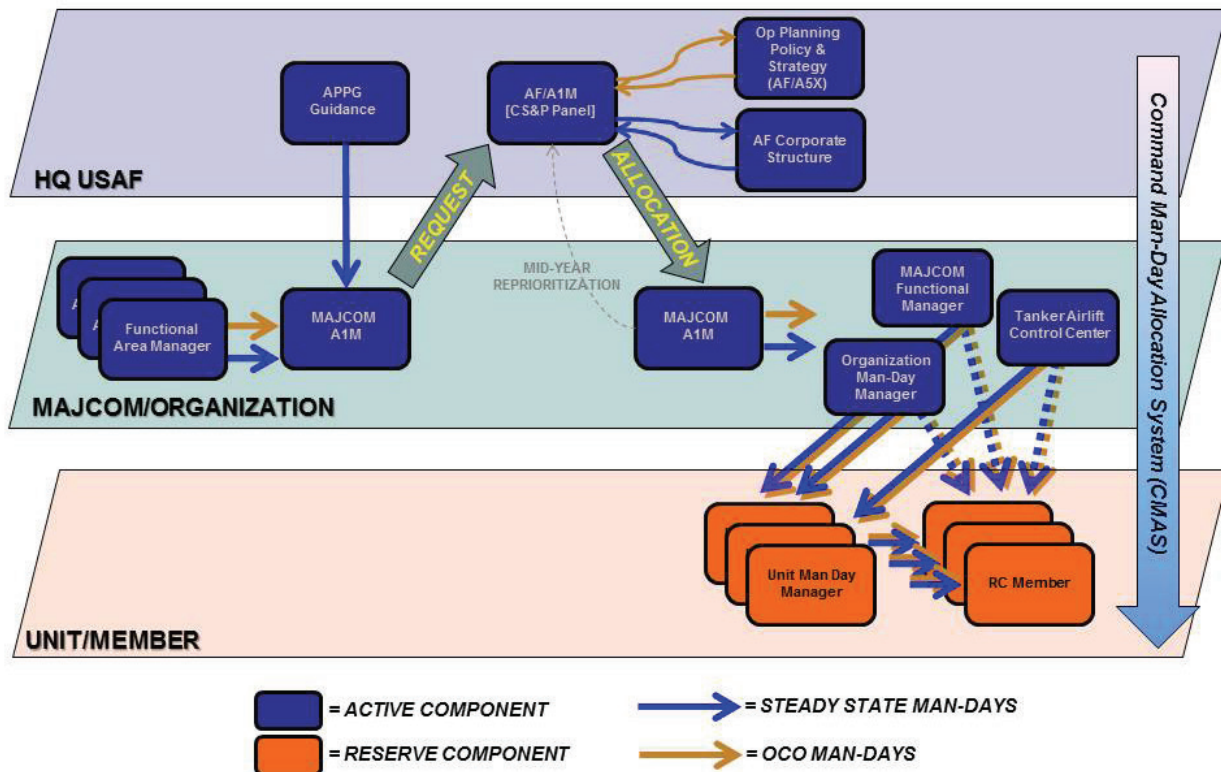 APPG
Guidance
AF/A1M
[CS&P Panel]
Op Planning
Policy &
Strategy
(AF/A5X)
AF Corporate
Structure
HQ USAF
REQUEST
ALLOCATION
MID-YEAR
REPRIORITIZATION
A
A
Functional
Area Manager
MAJCOM
A1M
MAJCOM
A1M
MAJCOM
Functional
Manager
Tanker Airlift
Control Center
Organization
Man-Day
Manager
MAJCOM/ORGANIZATION
Unit Man Day
Manager
RC Member
UNIT/MEMBER
Command Man-Day Allocation System (CMAS)
= ACTIVE COMPONENT
= STEADY STATE MAN-DAYS
= RESERVE COMPONENT
= OCO MAN-DAYS